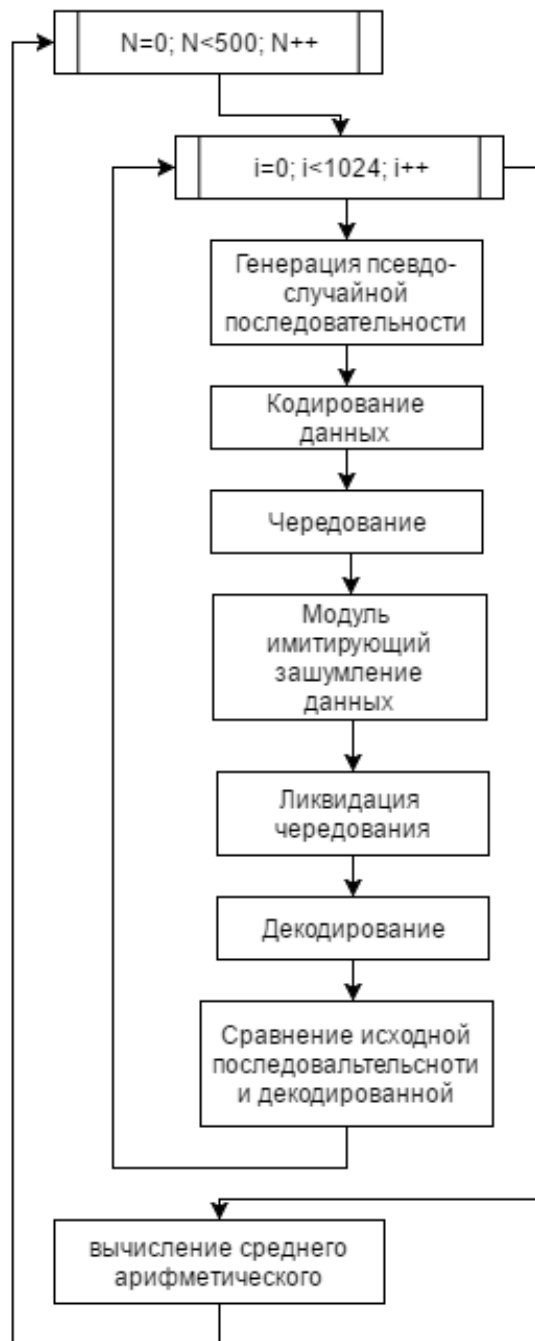 N=0; N<500; N++
i=0; i<1024; i++
Генерация псевдо-
случайной
последовательности
Кодирование
данных
Чередование
Модуль
имитирующий
зашумление
данных
Ликвидация
чередования
Декодирование
Сравнение исходной
последовальтельсноти
и декодированной
вычисление среднего
арифметического